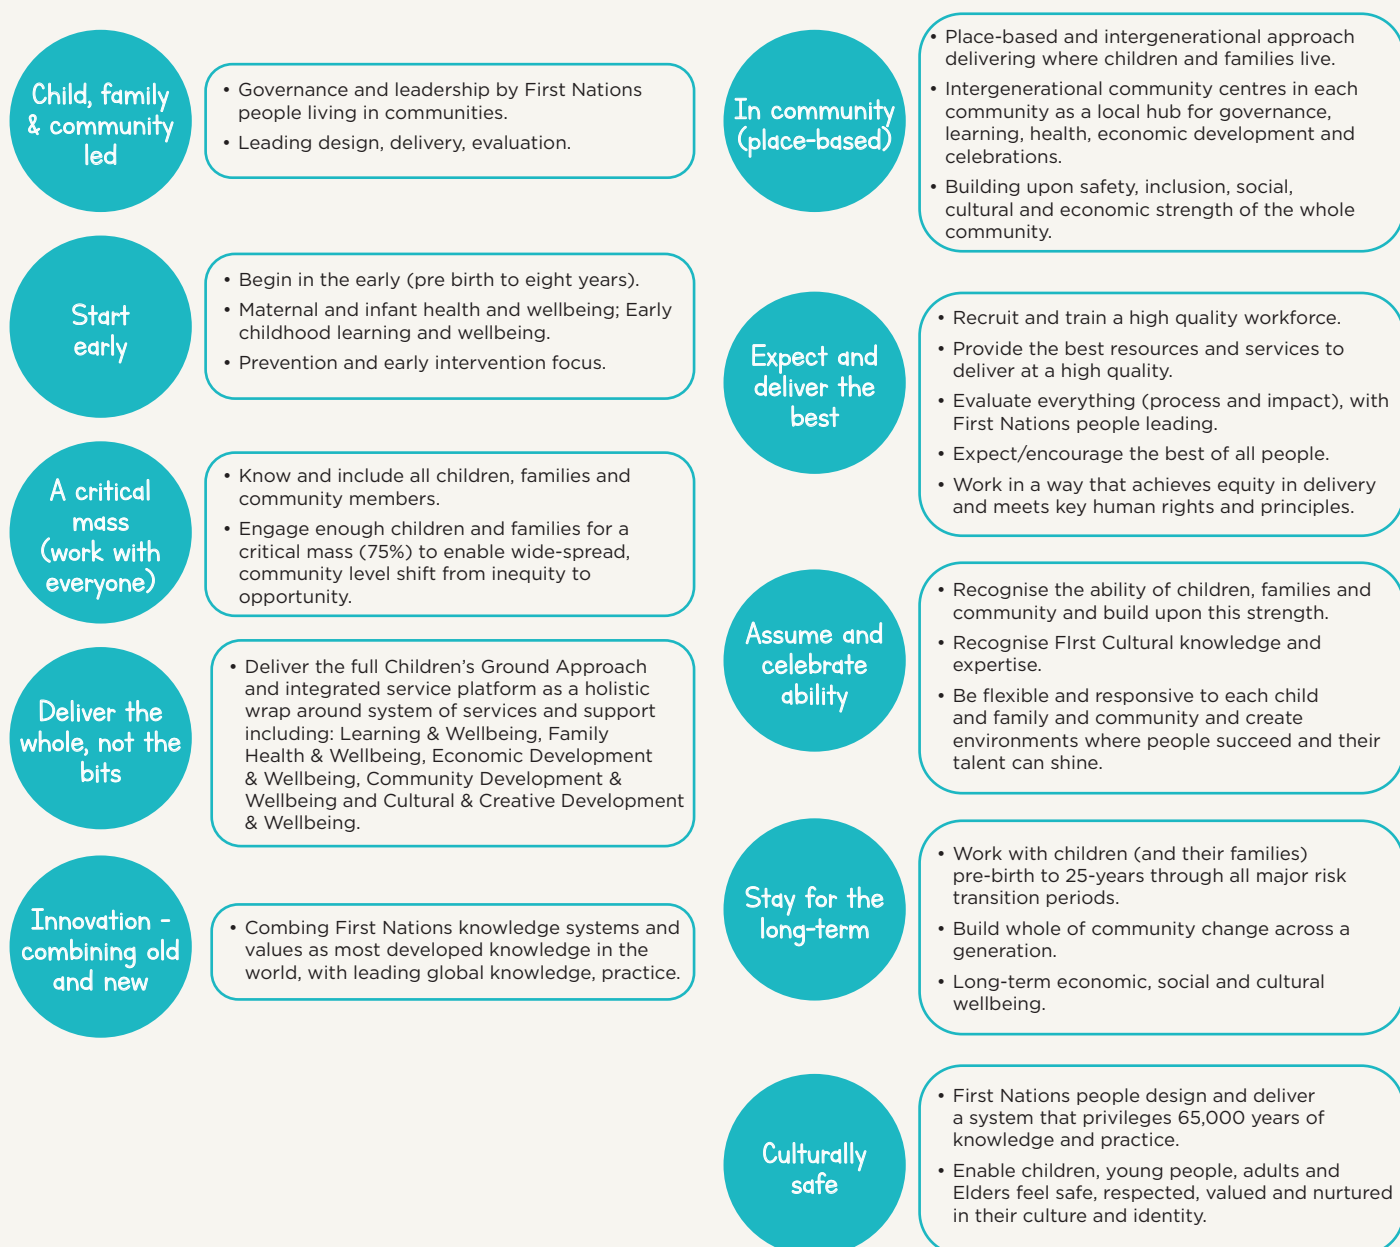 Child, family
& community
led
• Governance and leadership by First Nations
people living in communities.
• Leading design, delivery, evaluation.
Start
early
• Begin in the early (pre birth to eight years).
• Maternal and infant health and wellbeing; Early
childhood learning and wellbeing.
• Prevention and early intervention focus.
A critical
mass
(work with
everyone)
• Know and include all children, families and
community members.
• Engage enough children and families for a
critical mass (75%) to enable wide-spread,
community level shift from inequity to
opportunity.
Deliver the
whole, not the
bits
• Deliver the full Children’s Ground Approach
and integrated service platform as a holistic
wrap around system of services and support
including: Learning & Wellbeing, Family
Health & Wellbeing, Economic Development
& Wellbeing, Community Development &
Wellbeing and Cultural & Creative Development
& Wellbeing.
Innovation -
combining old
and new
• Combing First Nations knowledge systems and
values as most developed knowledge in the
world, with leading global knowledge, practice.
In community
(place-based)
• Place-based and intergenerational approach
delivering where children and families live.
• Intergenerational community centres in each
community as a local hub for governance,
learning, health, economic development and
celebrations.
• Building upon safety, inclusion, social,
cultural and economic strength of the whole
community.
Expect and
deliver the
best
• Recruit and train a high quality workforce.
• Provide the best resources and services to
deliver at a high quality.
• Evaluate everything (process and impact), with
First Nations people leading.
• Expect/encourage the best of all people.
• Work in a way that achieves equity in delivery
and meets key human rights and principles.
Assume and
celebrate
ability
• Recognise the ability of children, families and
community and build upon this strength.
• Recognise FIrst Cultural knowledge and
expertise.
• Be flexible and responsive to each child
and family and community and create
environments where people succeed and their
talent can shine.
Stay for the
long-term
• Work with children (and their families)
pre-birth to 25-years through all major risk
transition periods.
• Build whole of community change across a
generation.
• Long-term economic, social and cultural
wellbeing.
Culturally
safe
• First Nations people design and deliver
a system that privileges 65,000 years of
knowledge and practice.
• Enable children, young people, adults and
Elders feel safe, respected, valued and nurtured
in their culture and identity.